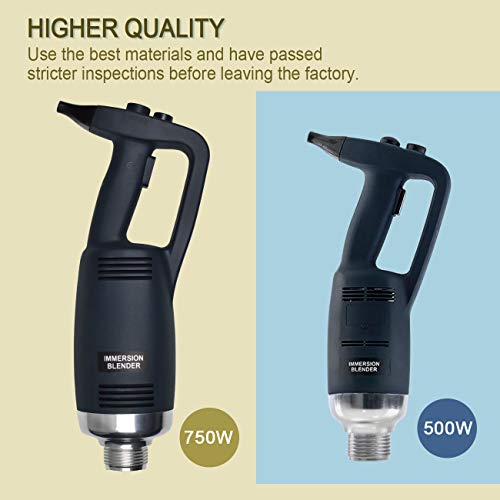 HIGHER QUALITY
Use the best materials and have passed
stricter inspections before leaving the factory.
IMMERSION
BLENDER
750W
IMMERSION
BLENDER
500W